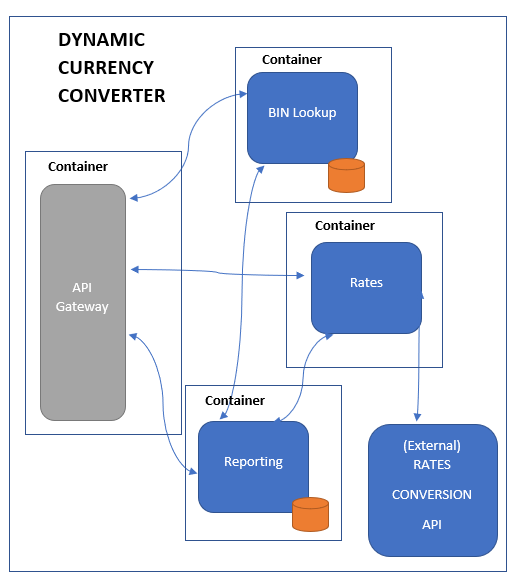 DYNAMIC
CURRENCY
CONVERTER
Container
BIN Lookup
Container
API
Gateway
Container
Rates
Container
Reporting
(External)
RATES
CONVERSION
API